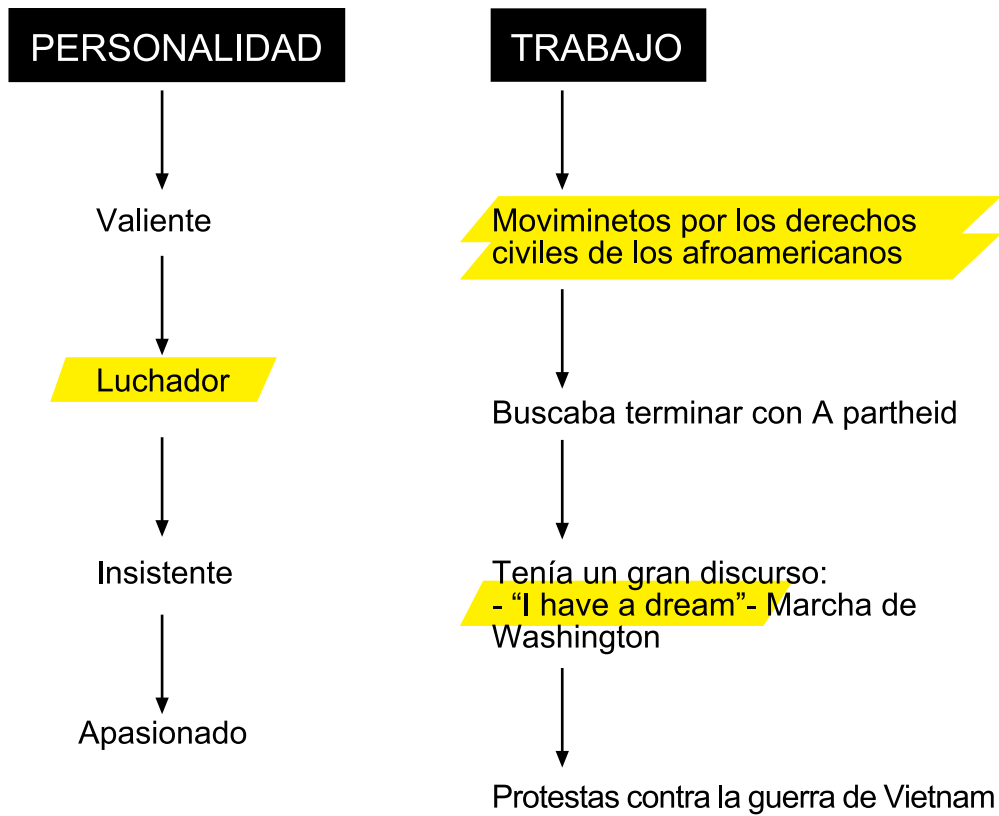 PERSONALIDAD
Valiente
Luchador
Insistente
Apasionado
TRABAJO
Moviminetos por los derechos
civiles de los afroamericanos
Buscaba terminar con A partheid
Tenía un gran discurso:
- “I have a dream”- Marcha de
Washington
Protestas contra la guerra de Vietnam